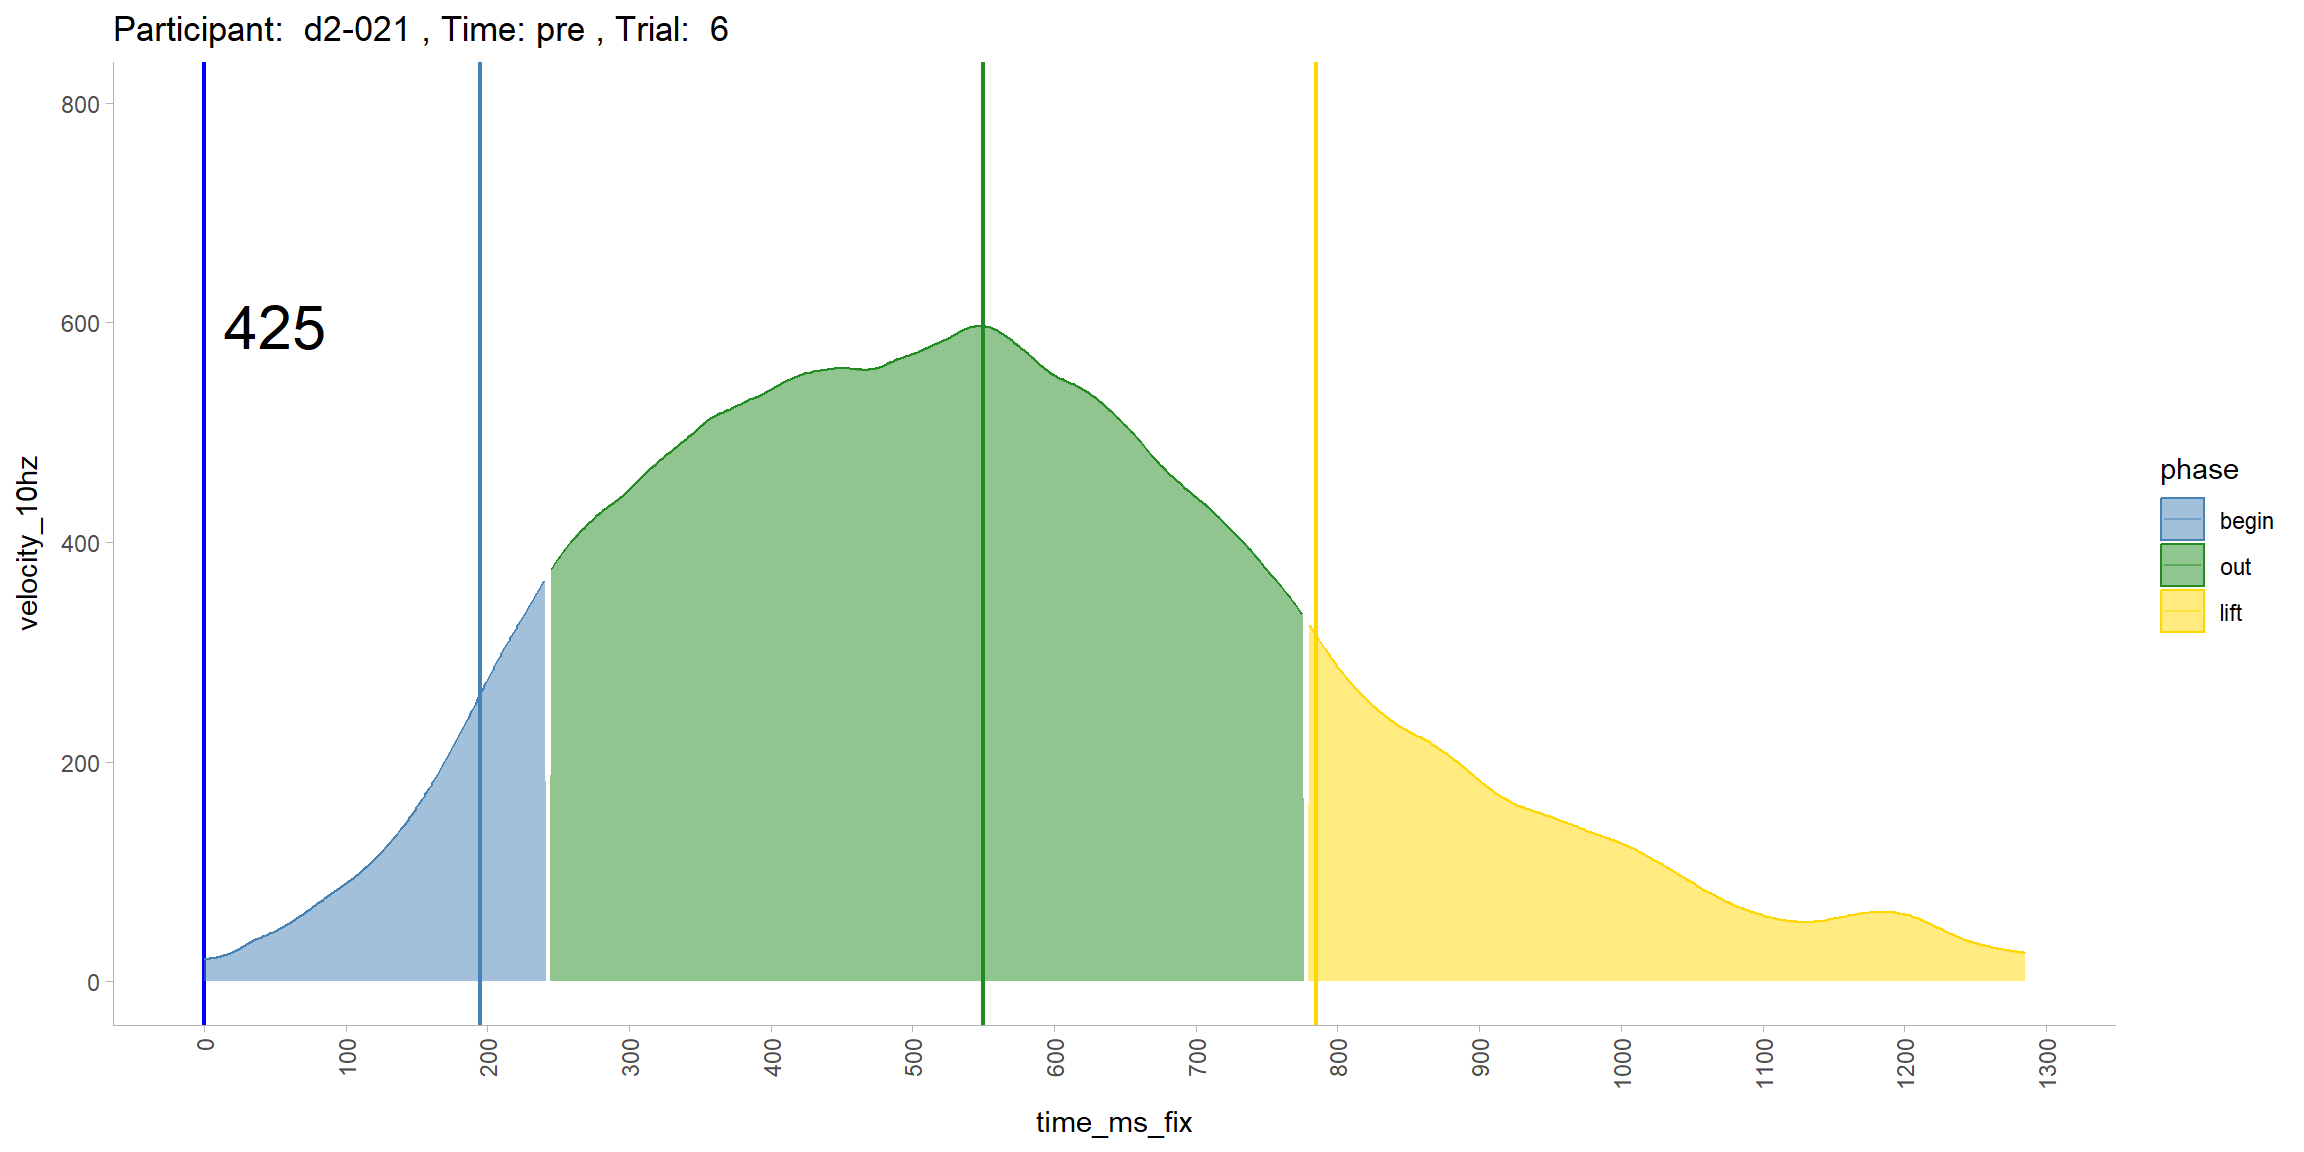 Participant:  d2-021 , Time: pre , Trial:  6
800
600
400
200
0
velocity_10hz
425
0
100
200
300
400
500
600
700
800
900
1000
1100
1200
1300
time_ms_fix
phase
begin
out
lift